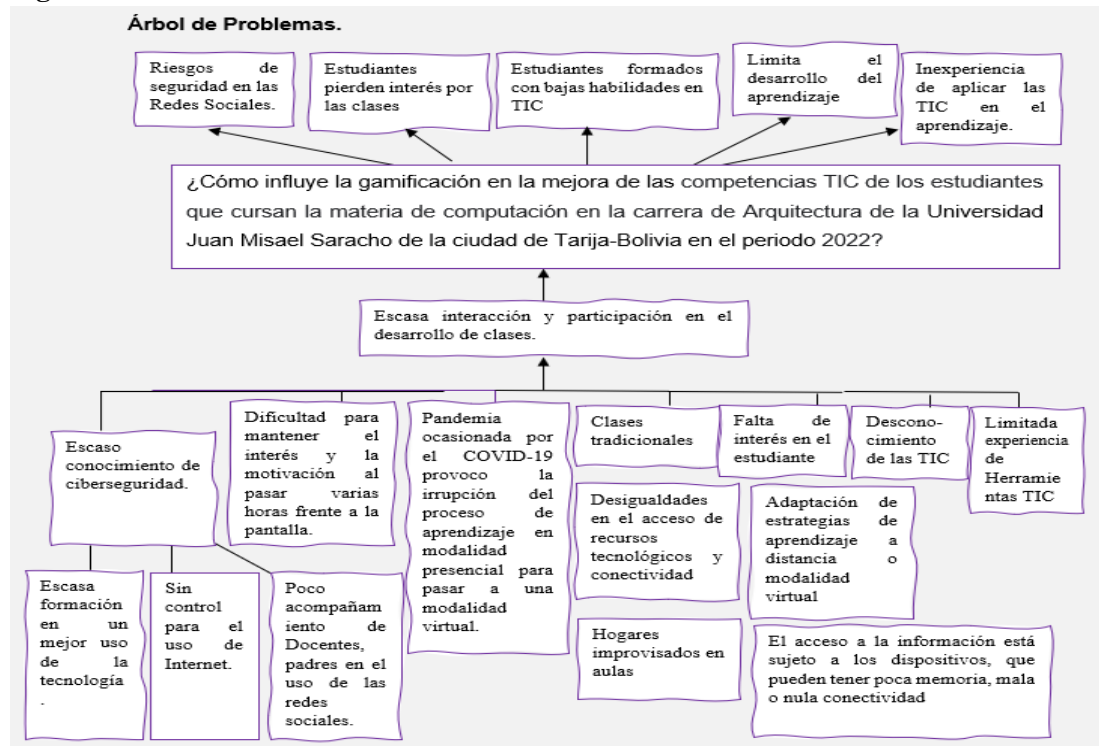 Árbol de Problemas.
Riesgos de
seguridad en las
Redes Sociales.
Estudiantes
pierden interés por
las clases
Estudiantes formados
con bajas habilidades en
TIC
Limita el
desarrollo del
aprendizaje
Inexperiencia
de aplicar las
TIC en el
aprendizaje.
¿Cómo influye la gamificación en la mejora de las competencias TIC de los estudiantes
que cursan la materia de computación en la carrera de Arquitectura de la Universidad
Juan Misael Saracho de la ciudad de Tarija-Bolivia en el periodo 2022?
Escasa interacción y participación en el
desarrollo de clases.
Escaso
conocimiento de
ciberseguridad.
Dificultad para
mantener el
interés y la
motivación al
pasar varias
horas frente a la
pantalla.
Pandemia
ocasionada por
el COVID-19
provoco la
irrupción del
proceso de
aprendizaje en
modalidad
presencial para
pasar a una
modalidad
virtual.
Clases
tradicionales
Falta de
interés en el
estudiante
Descono-
cimiento
de las TIC
Limitada
experiencia
de
Herramie
ntas TIC
Desigualdades
en el acceso de
recursos
tecnológicos y
conectividad
Adaptación de
estrategias de
aprendizaje a
distancia o
modalidad
virtual
Escasa
formación
en un
mejor uso
de la
tecnología
.
Sin
control
para el
uso de
Internet.
Poco
acompañam
iento de
Docentes,
padres en el
uso de las
redes
sociales.
Hogares
improvisados en
aulas
El acceso a la información está
sujeto a los dispositivos, que
pueden tener poca memoria, mala
o nula conectividad